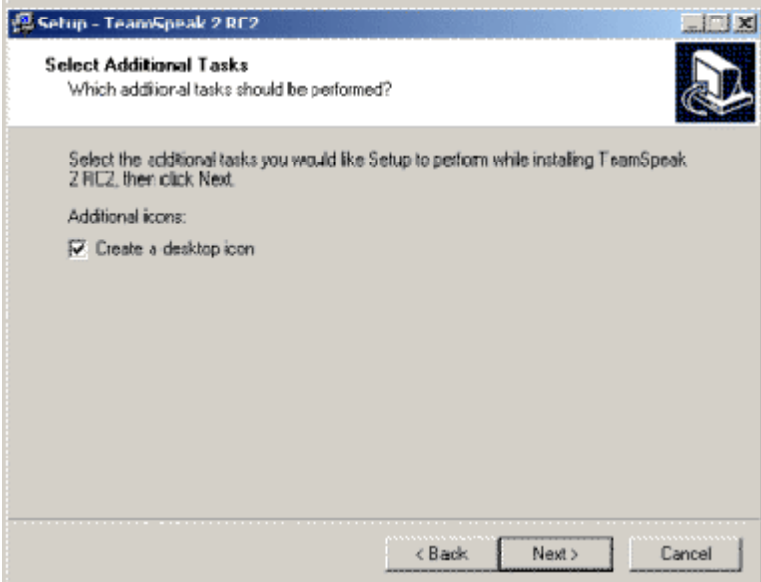 Setup - TeamSpeak 2 RC2
Select Additional Tasks
Which additional tasks should be performed?
Select the additional tasks you would like Setup to perform while installing TeamSpeak
2 RC2, then click Next.
Additional icons:
Create a desktop icon
< Back
Next >
Cancel